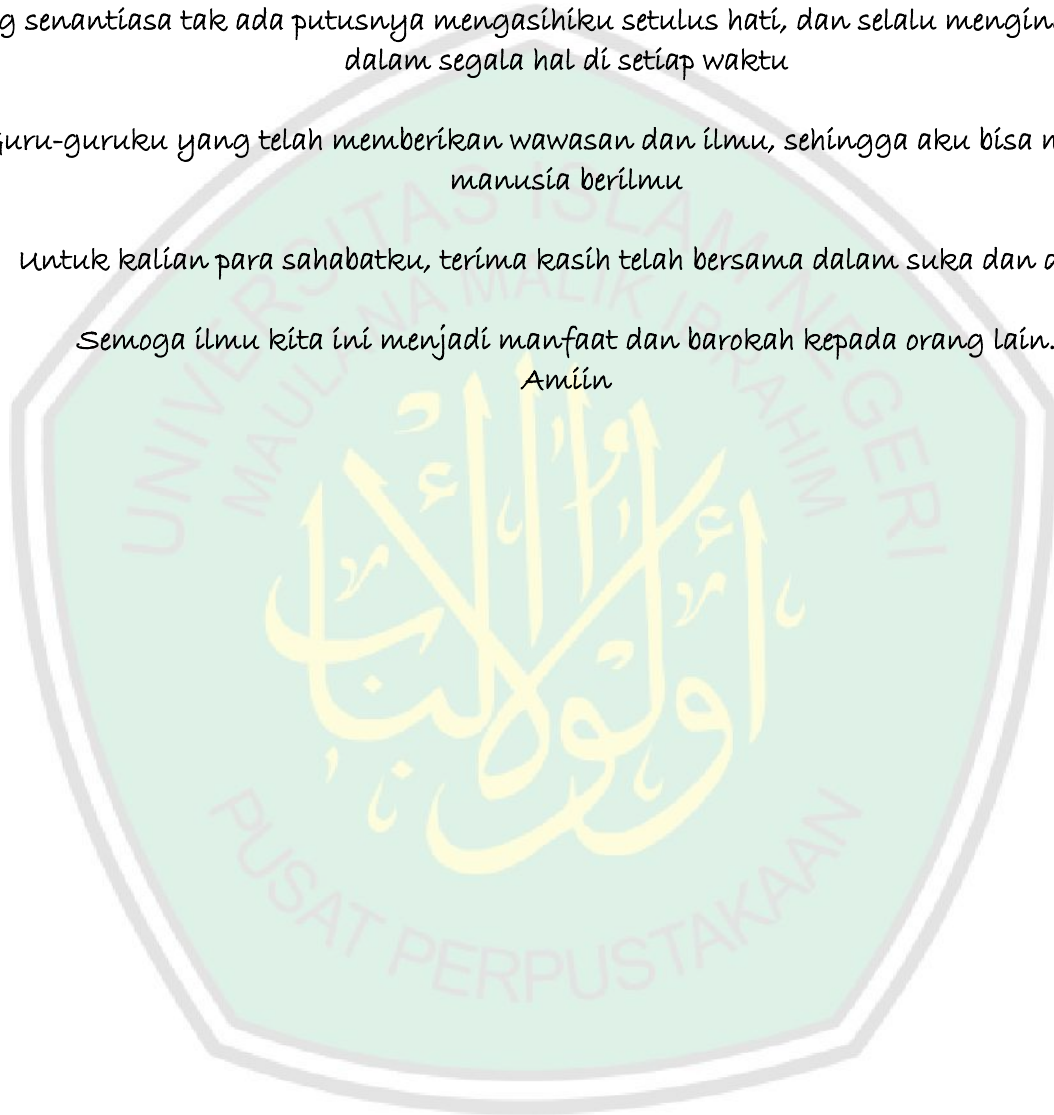 senantiasa tak ada putusnya mengasihiku setulus hati, dan selalu
dalam segala hal di setiap waktu
Guru-guruku yang telah memberikan wawasan dan ilmu, sehingga aku bisa
manusia berilmu
untuk kalian para sahabatku, terima kasih telah bersama dalam suka dan
Semoga ilmu kita ini menjadi manfaat dan barokah kepada orang lain.
Amiin
UNIVERSITAS ISLAM NEGERI
MAULANA MALIK IBRAHIM
أولوا الألباب
PUSAT PERPUSTAKAAN